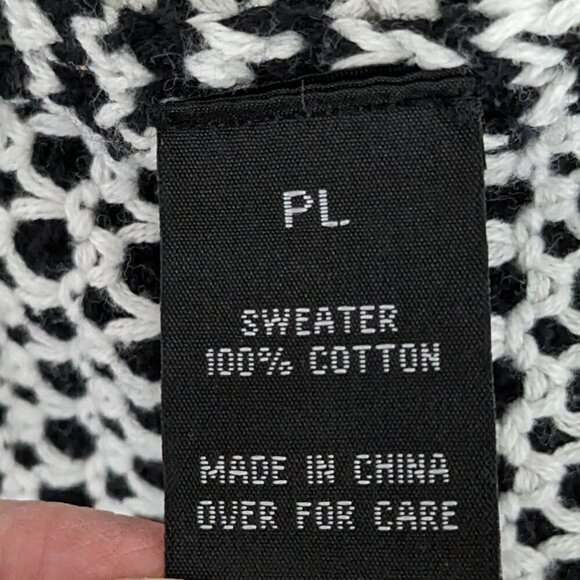 PL
SWEATER
100% COTTON
MADE IN CHINA
OVER FOR CARE